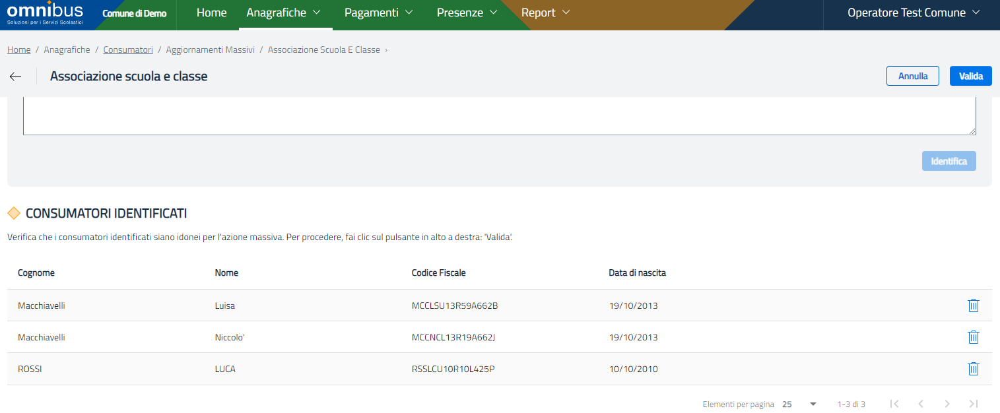 omnibus
Soluzioni per i Servizi Scolastici
Comune di Demo
Home
Anagrafiche
Pagamenti
Presenze
Report
Operatore Test Comune
Home / Anagrafiche / Consumatori / Aggiornamenti Massivi / Associazione Scuola E Classe ›
Associazione scuola e classe
Annulla
Valida
Identifica
CONSUMATORI IDENTIFICATI
Verifica che i consumatori identificati siano idonei per l'azione massiva. Per procedere, fai clic sul pulsante in alto a destra: 'Valida'.
Cognome Nome Codice Fiscale Data di nascita
Macchiavelli Luisa MCCLSU13R59A662B 19/10/2013
Macchiavelli Niccolo' MCCNCL13R19A662J 19/10/2013
ROSSI LUCA RSSLCU10R10L425P 10/10/2010
Elementi per pagina 25 1-3 di 3